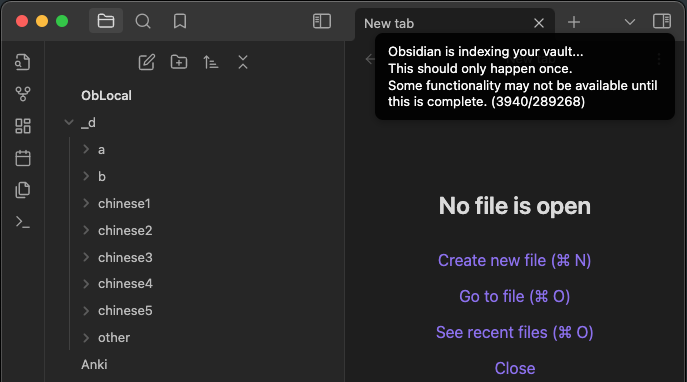 New tab
Obsidian is indexing your vault...
This should only happen once.
Some functionality may not be available until
this is complete. (3940/289268)
ObLocal
_d
a
b
chinese1
chinese2
chinese3
chinese4
chinese5
other
Anki
No file is open
Create new file (⌘ N)
Go to file (⌘ O)
See recent files (⌘ O)
Close